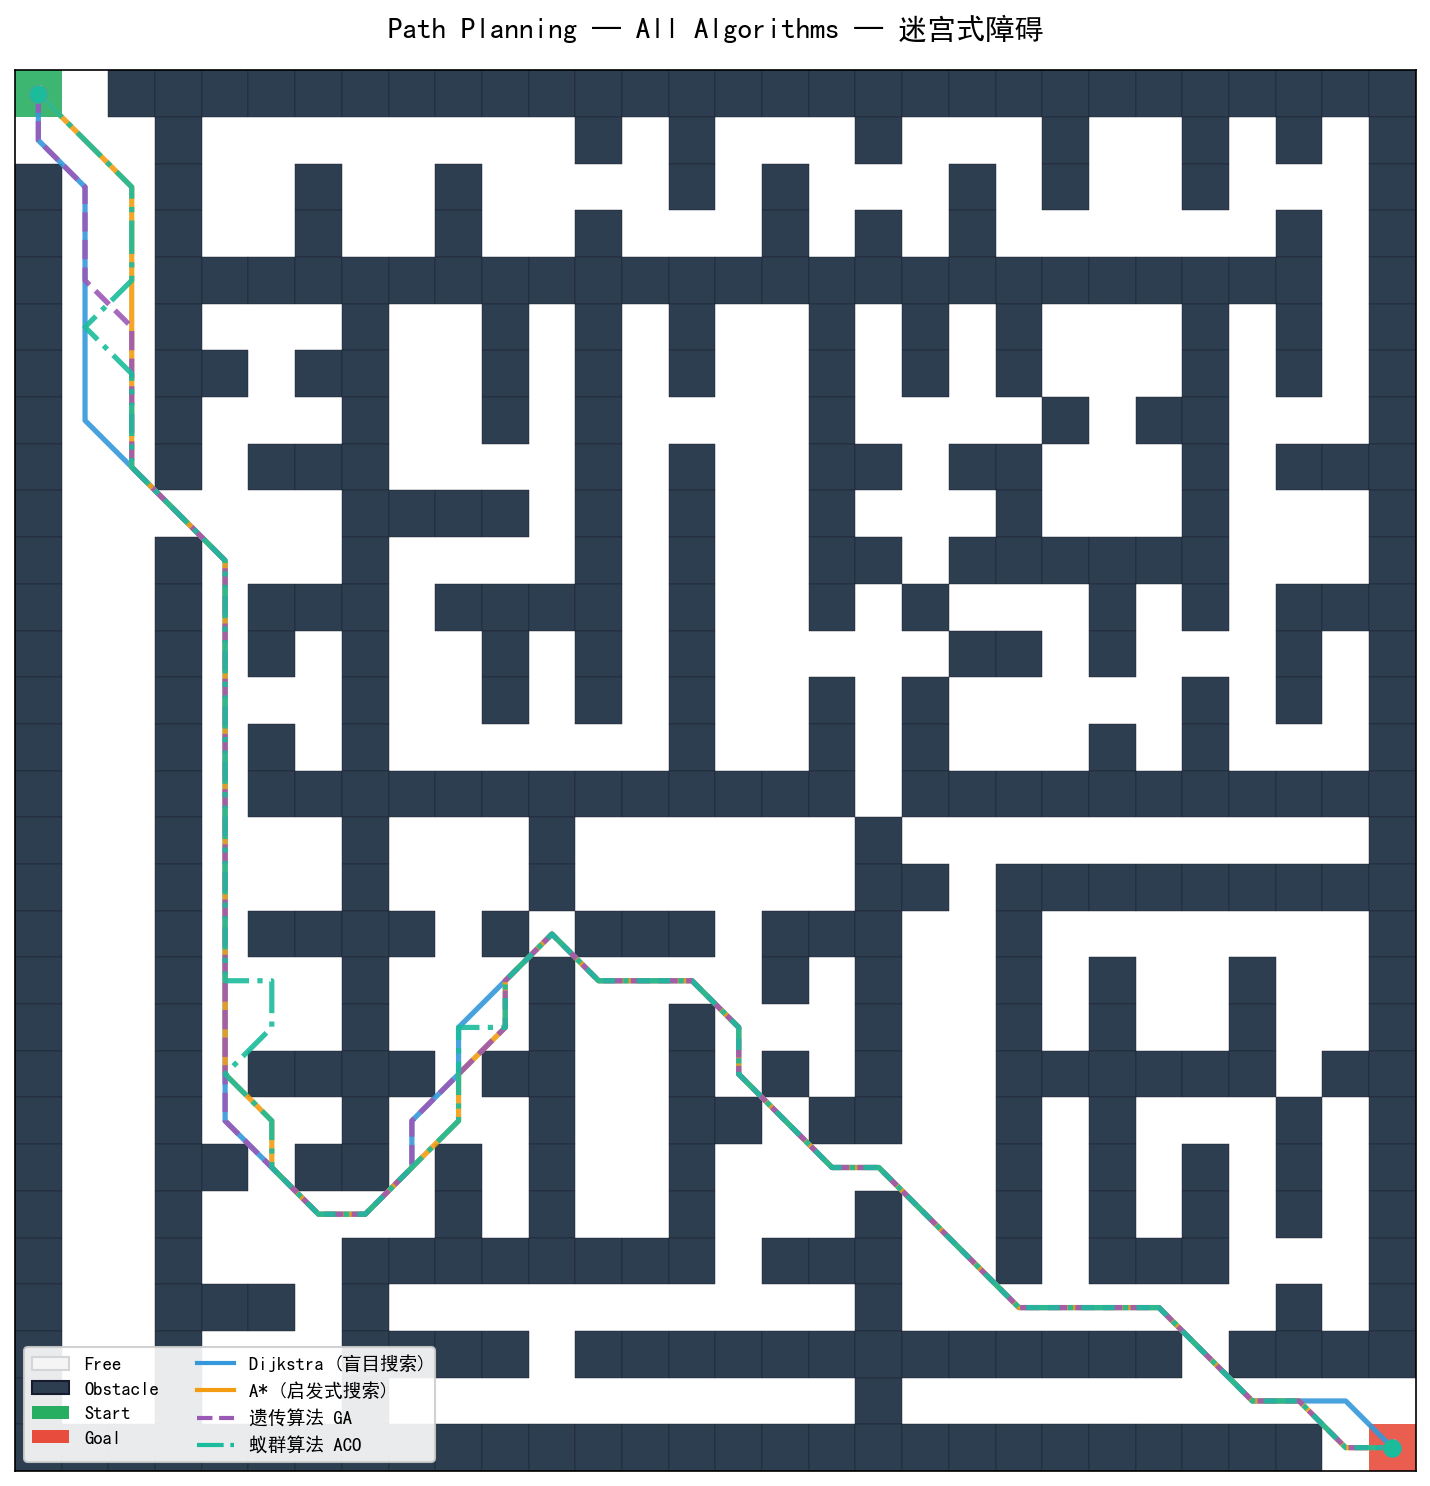 Path Planning — All Algorithms — 迷宫式障碍
Free
Obstacle
Start
Goal
Dijkstra (盲目搜索)
A* (启发式搜索)
遗传算法 GA
蚁群算法 ACO